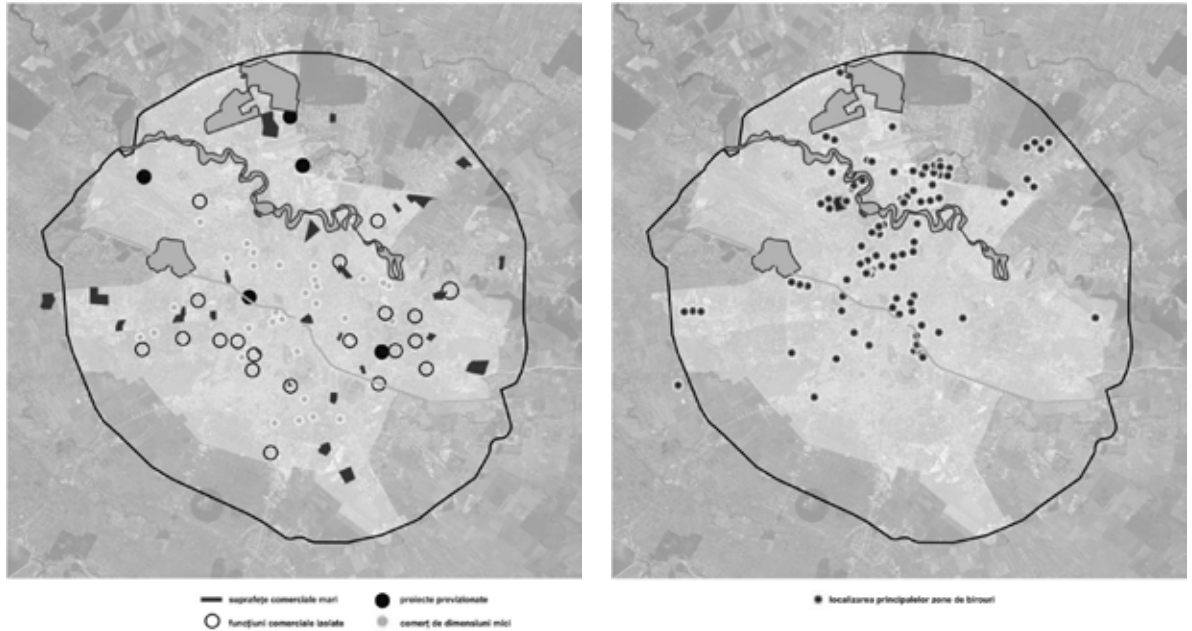 suprafețe comerciale mari
proiecte previzionate
funcțiuni comerciale izolate
comerț de dimensiuni mici
localizarea principalelor zone de birouri